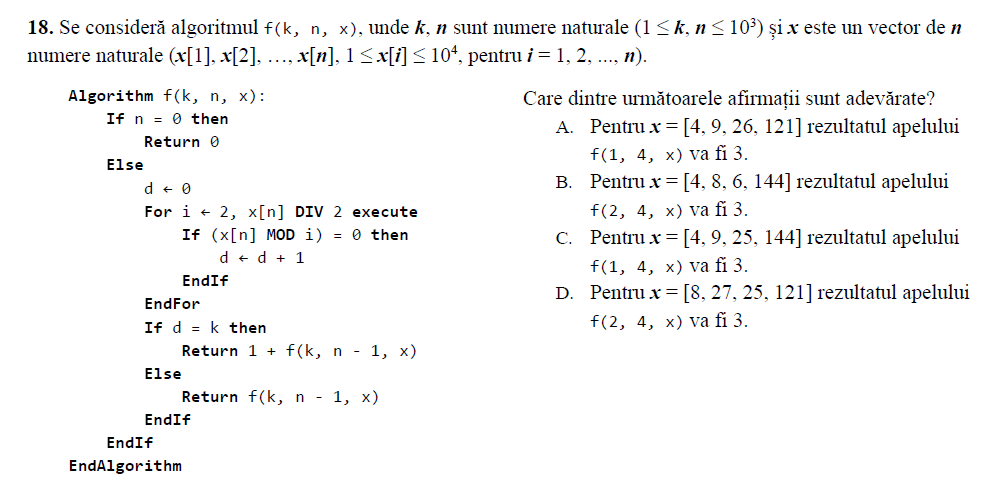 18. Se consideră algoritmul f(k, n, x), unde k, n sunt numere naturale (1 ≤ k, n ≤ 10³) și x este un vector de n
numere naturale (x[1], x[2], …, x[n], 1 ≤ x[i] ≤ 10⁴, pentru i = 1, 2, ..., n).
Algorithm f(k, n, x):
If n = 0 then
Return 0
Else
d ← 0
For i ← 2, x[n] DIV 2 execute
If (x[n] MOD i) = 0 then
d ← d + 1
EndIf
EndFor
If d = k then
Return 1 + f(k, n - 1, x)
Else
Return f(k, n - 1, x)
EndIf
EndIf
EndAlgorithm
Care dintre următoarele afirmații sunt adevărate?
A. Pentru x = [4, 9, 26, 121] rezultatul apelului
f(1, 4, x) va fi 3.
B. Pentru x = [4, 8, 6, 144] rezultatul apelului
f(2, 4, x) va fi 3.
C. Pentru x = [4, 9, 25, 144] rezultatul apelului
f(1, 4, x) va fi 3.
D. Pentru x = [8, 27, 25, 121] rezultatul apelului
f(2, 4, x) va fi 3.